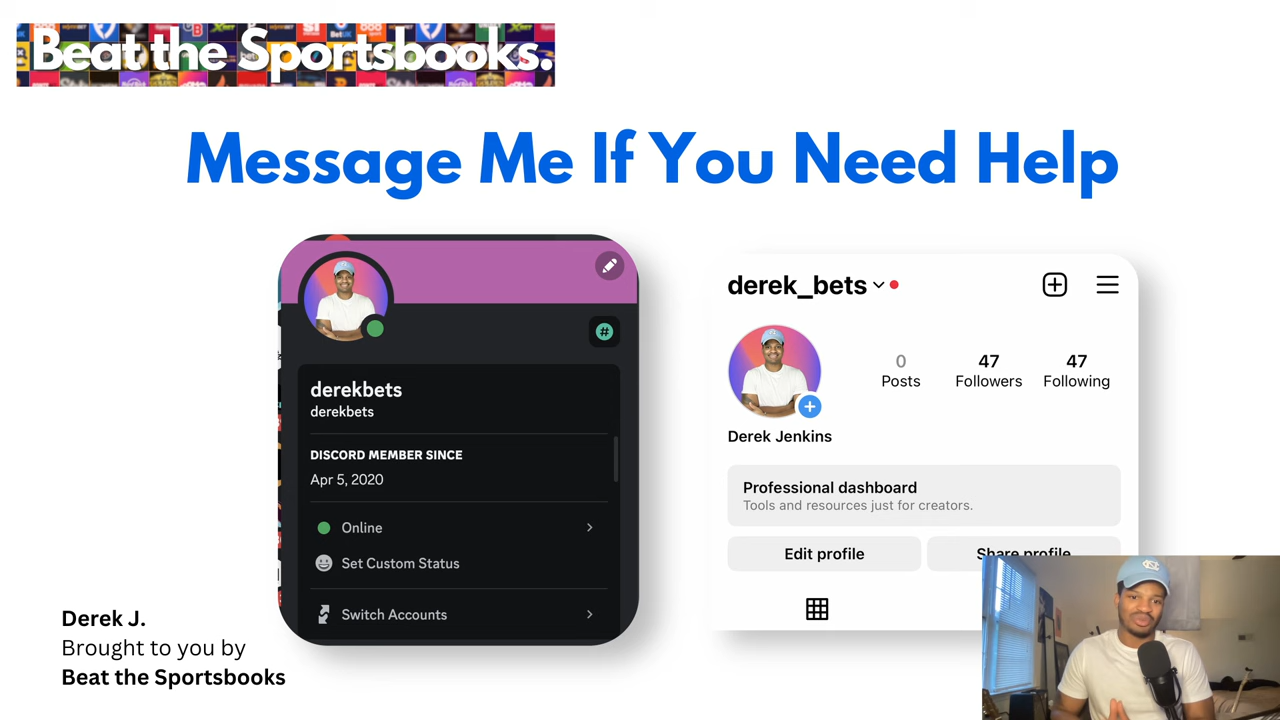 Beat the Sportsbooks.
Message Me If You Need Help
derekbets
derekbets
DISCORD MEMBER SINCE
Apr 5, 2020
Online
Set Custom Status
Switch Accounts
derek_bets
0
Posts
47
Followers
47
Following
Derek Jenkins
Professional dashboard
Tools and resources just for creators.
Edit profile
Share profile
Derek J.
Brought to you by
Beat the Sportsbooks